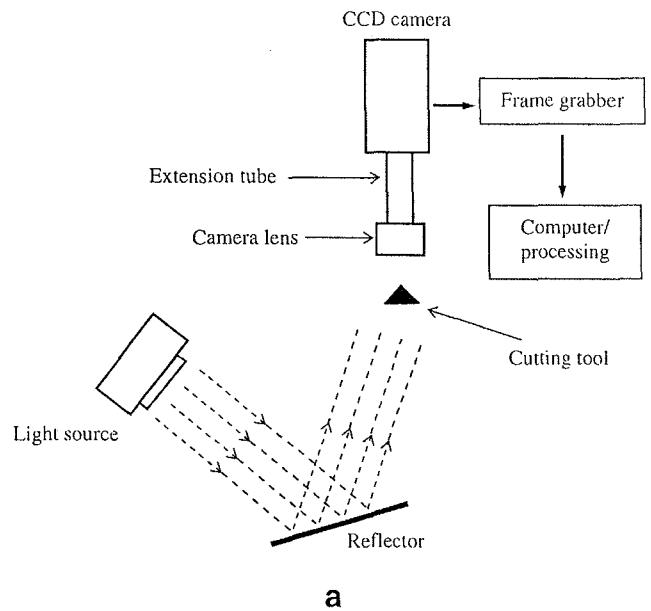 CCD camera
Frame grabber
Extension tube
Camera lens
Computer/
processing
Cutting tool
Light source
Reflector
a